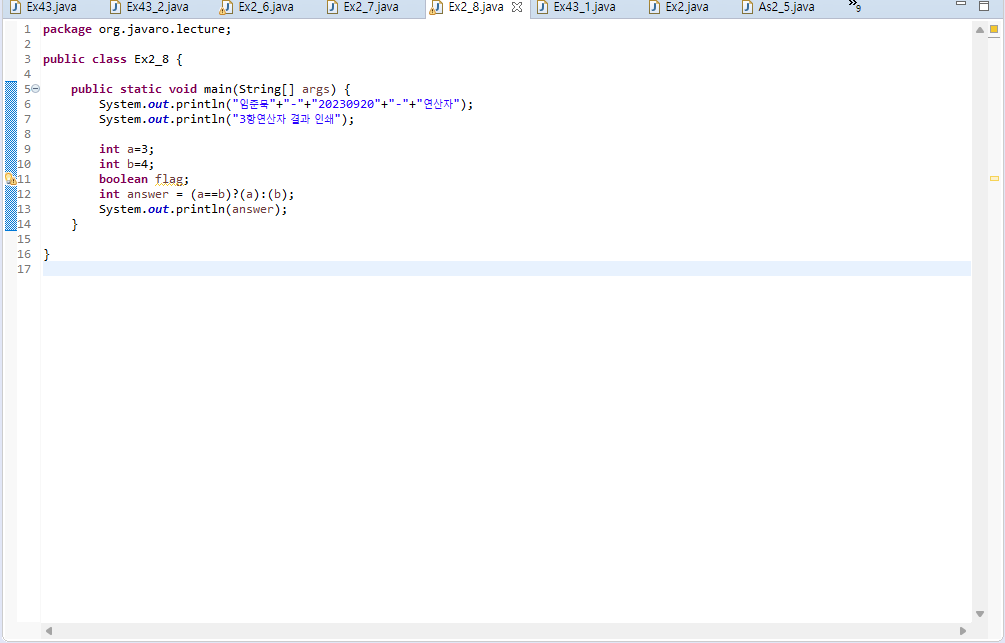 Ex43.java Ex43_2.java Ex2_6.java Ex2_7.java Ex2_8.java Ex43_1.java Ex2.java As2_5.java »9
1 package org.javaro.lecture;
2
3 public class Ex2_8 {
4
5 public static void main(String[] args) {
6 System.out.println("임준묵"+"-"+"20230920"+"-"+"연산자");
7 System.out.println("3항연산자 결과 인쇄");
8
9 int a=3;
10 int b=4;
11 boolean flag;
12 int answer = (a==b)?(a):(b);
13 System.out.println(answer);
14 }
15
16 }
17